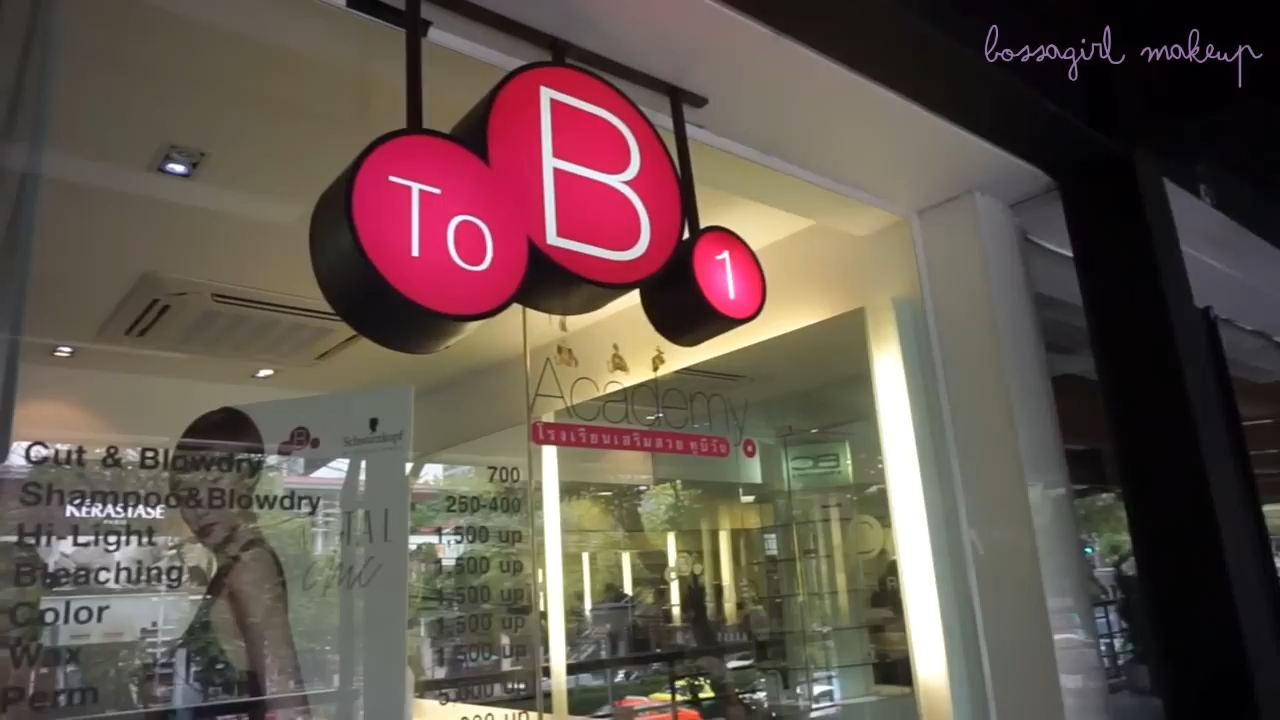 bossagirl makeup
To B 1
Academy
โรงเรียนเสริมสวย ทูบีวัน
Schwarzkopf
Cut & Blowdry 700
Shampoo&Blowdry 250-400
KÉRASTASE
PARIS
Hi-Light 1,500 up
Bleaching 1,500 up
Color 1,500 up
Wax 1,500 up
Perm 1,500 up